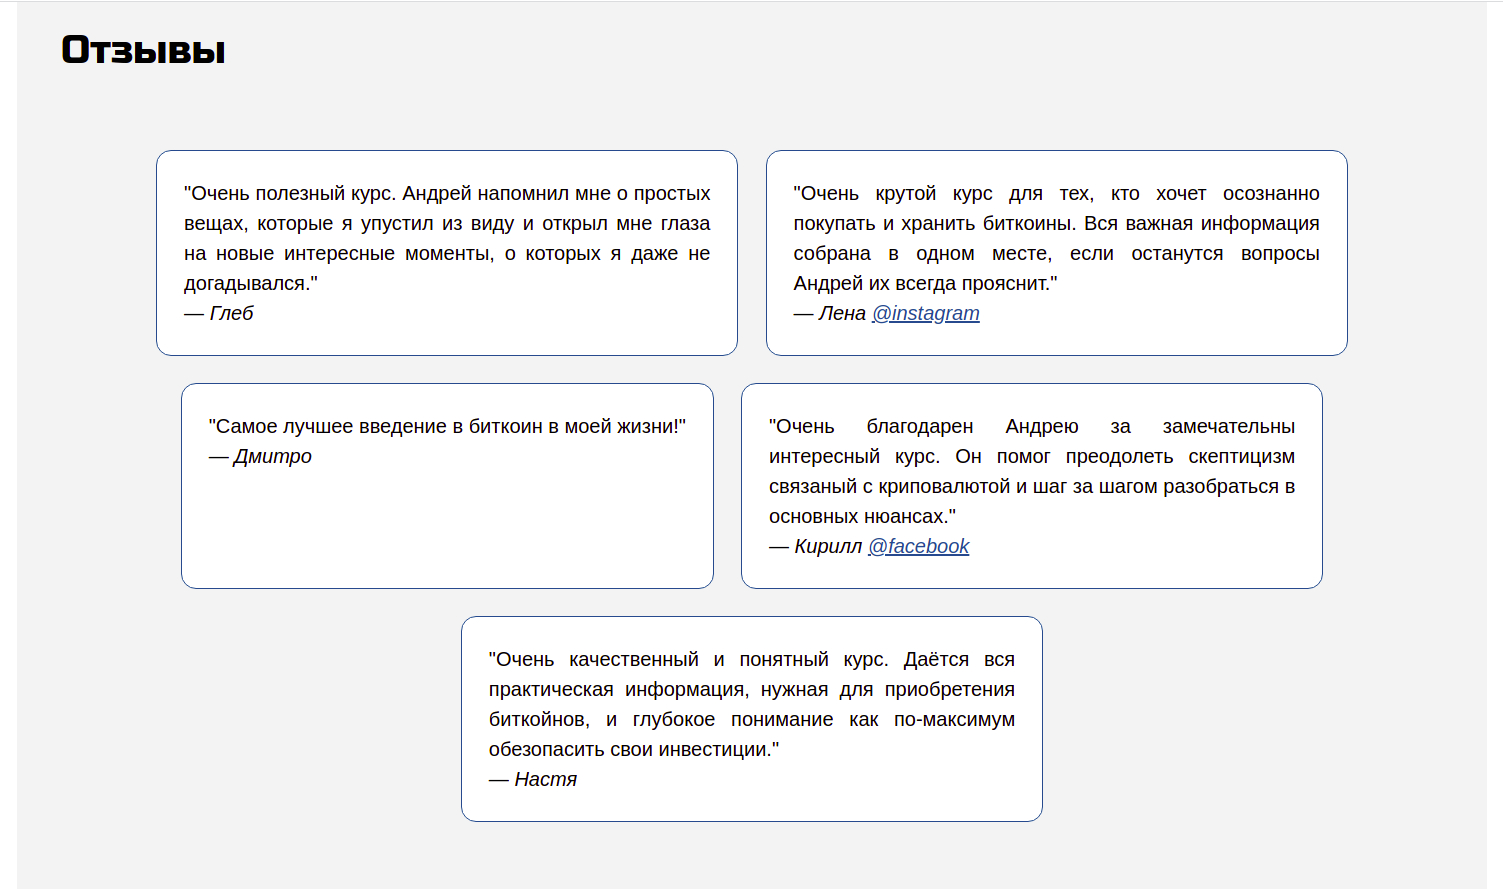 Отзывы
"Очень полезный курс. Андрей напомнил мне о простых
вещах, которые я упустил из виду и открыл мне глаза
на новые интересные моменты, о которых я даже не
догадывался."
— Глеб
"Очень крутой курс для тех, кто хочет осознанно
покупать и хранить биткоины. Вся важная информация
собрана в одном месте, если останутся вопросы
Андрей их всегда прояснит."
— Лена @instagram
"Самое лучшее введение в биткоин в моей жизни!"
— Дмитро
"Очень благодарен Андрею за замечательны
интересный курс. Он помог преодолеть скептицизм
связаный с криповалютой и шаг за шагом разобраться в
основных нюансах."
— Кирилл @facebook
"Очень качественный и понятный курс. Даётся вся
практическая информация, нужная для приобретения
биткойнов, и глубокое понимание как по-максимум
обезопасить свои инвестиции."
— Настя